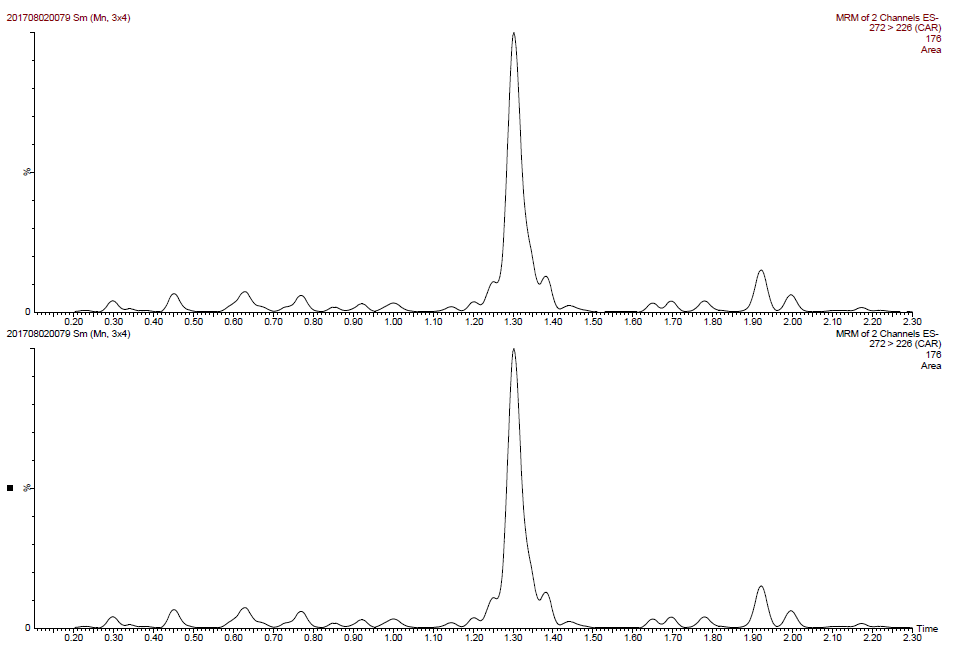 201708020079 Sm (Mn, 3x4)
MRM of 2 Channels ES-
272 > 226 (CAR)
176
Area
%
0
0.20 0.30 0.40 0.50 0.60 0.70 0.80 0.90 1.00 1.10 1.20 1.30 1.40 1.50 1.60 1.70 1.80 1.90 2.00 2.10 2.20 2.30
201708020079 Sm (Mn, 3x4)
MRM of 2 Channels ES-
272 > 226 (CAR)
176
Area
%
0
Time
0.20 0.30 0.40 0.50 0.60 0.70 0.80 0.90 1.00 1.10 1.20 1.30 1.40 1.50 1.60 1.70 1.80 1.90 2.00 2.10 2.20 2.30